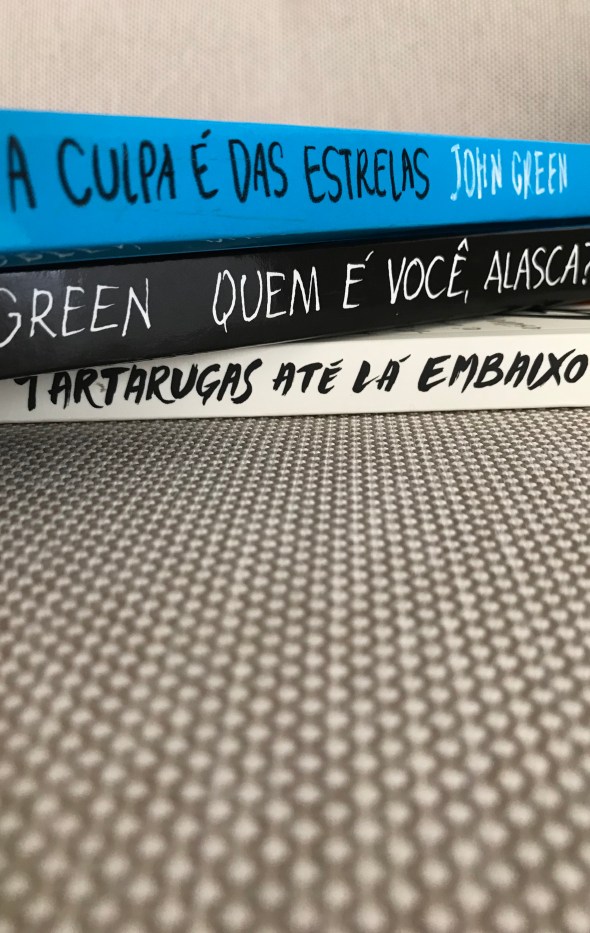 A CULPA É DAS ESTRELAS JOHN GREEN
GREEN QUEM É VOCÊ, ALASCA?
TARTARUGAS ATÉ LÁ EMBAIXO